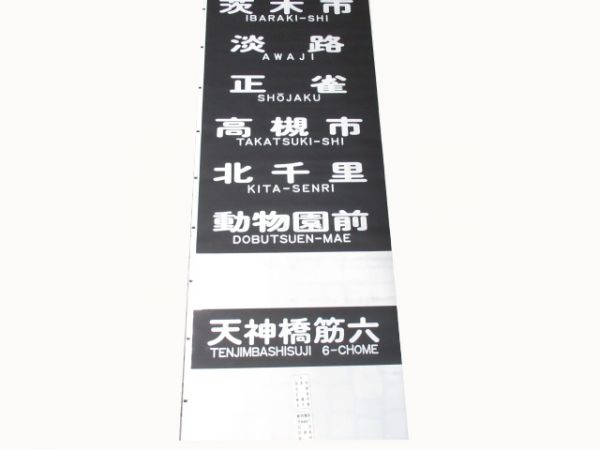 茨木市
IBARAKI-SHI
淡路
AWAJI
正雀
SHŌJAKU
高槻市
TAKATSUKI-SHI
北千里
KITA-SENRI
動物園前
DOBUTSUEN-MAE
天神橋筋六
TENJIMBASHISUJI 6-CHOME